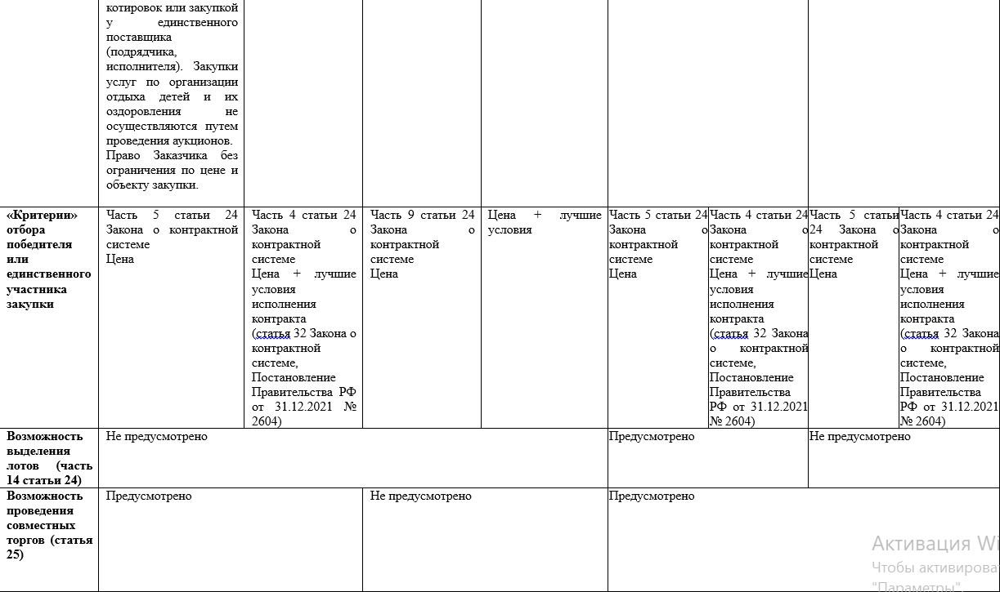 котировок или закупкой
у единственного
поставщика
(подрядчика,
исполнителя). Закупки
услуг по организации
отдыха детей и их
оздоровления не
осуществляются путем
проведения аукционов.
Право Заказчика без
ограничения по цене и
объекту закупки.
«Критерии»
отбора
победителя
или
единственного
участника
закупки
Часть 5 статьи 24
Закона о контрактной
системе
Цена
Часть 4 статьи 24
Закона о
контрактной
системе
Цена + лучшие
условия
исполнения
контракта
(статья 32 Закона о
контрактной
системе,
Постановление
Правительства РФ
от 31.12.2021 №
2604)
Часть 9 статьи 24
Закона о
контрактной
системе
Цена
Цена + лучшие
условия
Часть 5 статьи 24
Закона о
контрактной
системе
Цена
Часть 4 статьи 24
Закона о
контрактной
системе
Цена + лучшие
условия
исполнения
контракта
(статья 32 Закона
о контрактной
системе,
Постановление
Правительства
РФ от 31.12.2021
№ 2604)
Часть 5 статьи
24 Закона о
контрактной
системе
Цена
Часть 4 статьи 24
Закона о
контрактной
системе
Цена + лучшие
условия
исполнения
контракта
(статья 32 Закона
о контрактной
системе,
Постановление
Правительства
РФ от 31.12.2021
№ 2604)
Возможность
выделения
лотов (часть
14 статьи 24)
Не предусмотрено
Предусмотрено
Не предусмотрено
Возможность
проведения
совместных
торгов (статья
25)
Предусмотрено
Не предусмотрено
Предусмотрено
Активация Wi
Чтобы активироват
"Параметры"